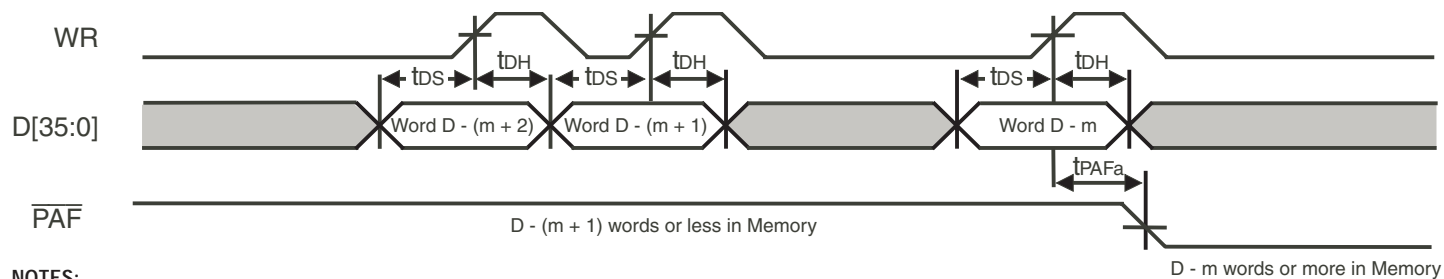 WR
tDS tDH tDS tDH tDS tDH
D[35:0] Word D - (m + 2) Word D - (m + 1) Word D - m
tPAFa
PAF
D - (m + 1) words or less in Memory
D - m words or more in Memory
NOTES: